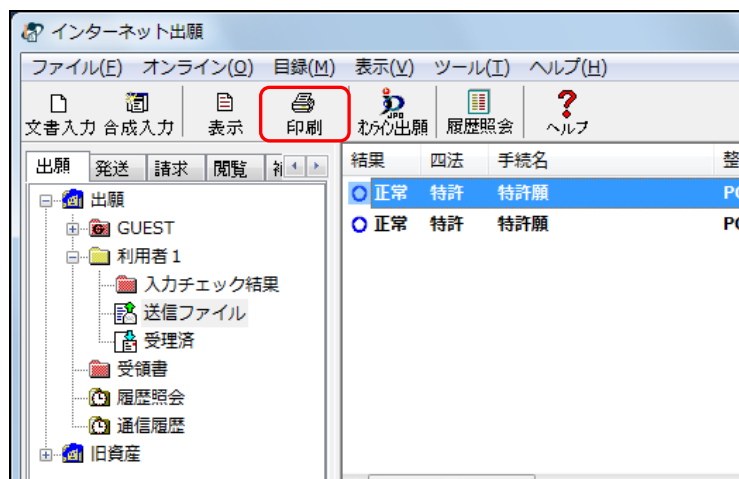 インターネット出願
ファイル(F) オンライン(O) 目録(M) 表示(V) ツール(T) ヘルプ(H)
文書入力 合成入力 表示 印刷 オンライン出願 履歴照会 ヘルプ
出願 発送 請求 閲覧
結果 四法 手続名 整
正常 特許 特許願 PC
正常 特許 特許願 PC
出願
GUEST
利用者1
入力チェック結果
送信ファイル
受理済
受領書
履歴照会
通信履歴
旧資産